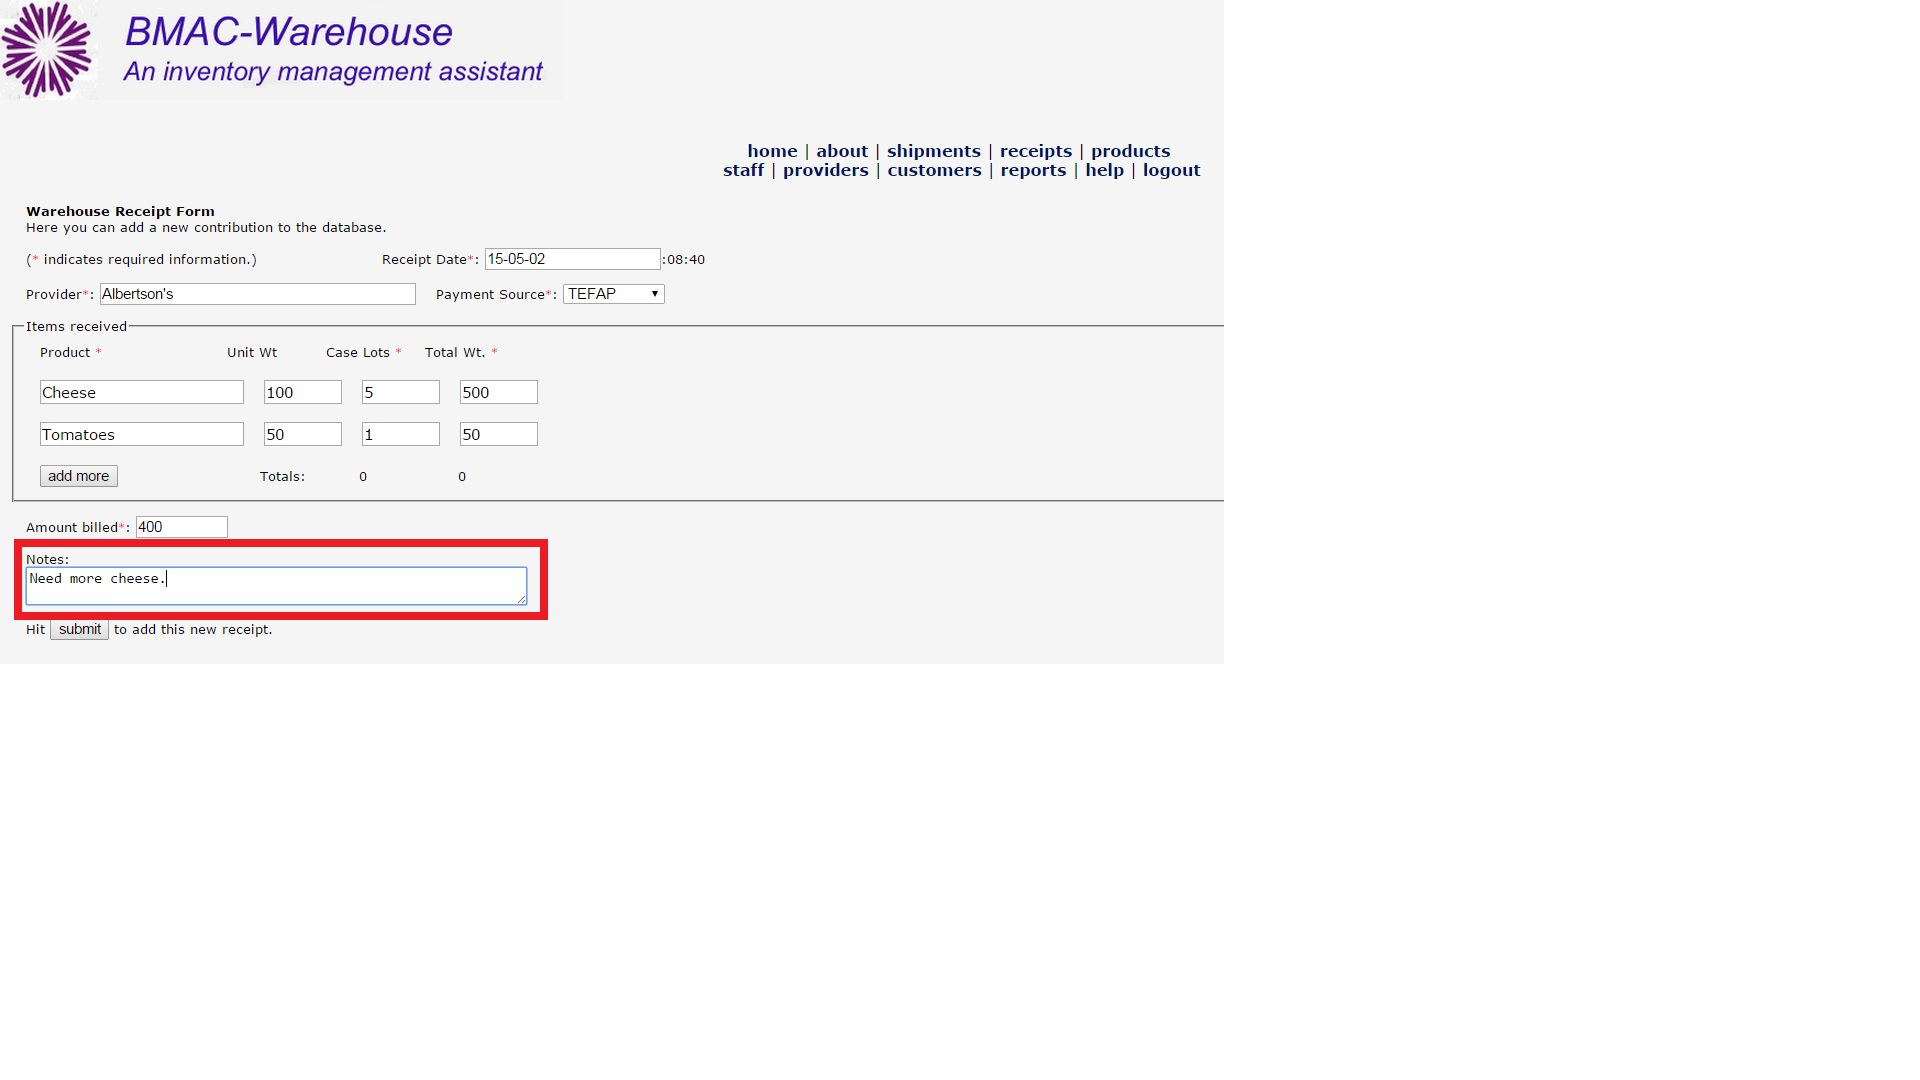 BMAC-Warehouse
An inventory management assistant
home | about | shipments | receipts | products
staff | providers | customers | reports | help | logout
Warehouse Receipt Form
Here you can add a new contribution to the database.
(* indicates required information.) Receipt Date*: 15-05-02 :08:40
Provider*: Albertson's Payment Source*: TEFAP
Items received
Product * Unit Wt Case Lots * Total Wt. *
Cheese 100 5 500
Tomatoes 50 1 50
add more Totals: 0 0
Amount billed*: 400
Notes:
Need more cheese.
Hit submit to add this new receipt.